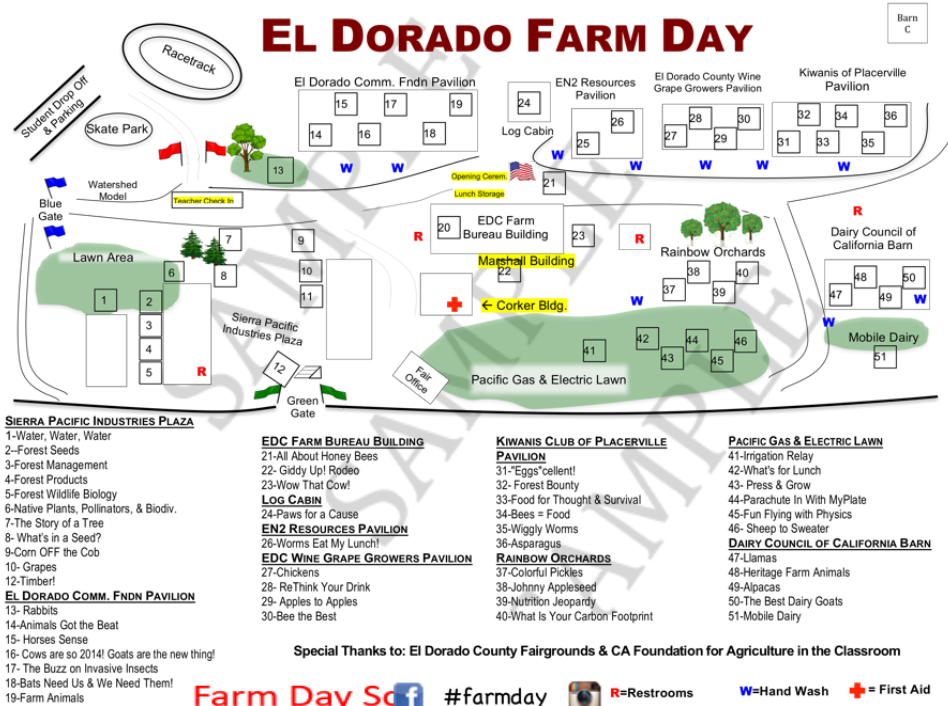 EL DORADO FARM DAY
Barn
C
Racetrack
Student Drop Off
& Parking
Skate Park
El Dorado Comm. Fndn Pavilion
15 17 19
14 16 18
W W
24
Log Cabin
EN2 Resources
Pavilion
26
25
W W
El Dorado County Wine
Grape Growers Pavilion
28 30
27 29
W W
Kiwanis of Placerville
Pavilion
32 34 36
31 33 35
W
13
Opening Cerem.
Lunch Storage
21
Watershed
Model
Teacher Check In
Blue
Gate
R
20
EDC Farm
Bureau Building
23
R
Rainbow Orchards
38 40
37 39
W
R
Dairy Council of
California Barn
48 50
47 49
W
W
Mobile Dairy
51
Lawn Area
7
9
6
8
10
11
1
2
3
4
5
R
Sierra Pacific
Industries Plaza
12
Green
Gate
Marshall Building
22
← Corker Bldg.
Fair
Office
41
42
43
44
45
46
Pacific Gas & Electric Lawn
SAMPLE
SAMPLE
SAMPLE
SIERRA PACIFIC INDUSTRIES PLAZA
1-Water, Water, Water
2--Forest Seeds
3-Forest Management
4-Forest Products
5-Forest Wildlife Biology
6-Native Plants, Pollinators, & Biodiv.
7-The Story of a Tree
8- What's in a Seed?
9-Corn OFF the Cob
10- Grapes
12-Timber!
EL DORADO COMM. FNDN PAVILION
13- Rabbits
14-Animals Got the Beat
15- Horses Sense
16- Cows are so 2014! Goats are the new thing!
17- The Buzz on Invasive Insects
18-Bats Need Us & We Need Them!
19-Farm Animals
EDC FARM BUREAU BUILDING
21-All About Honey Bees
22- Giddy Up! Rodeo
23-Wow That Cow!
LOG CABIN
24-Paws for a Cause
EN2 RESOURCES PAVILION
26-Worms Eat My Lunch!
EDC WINE GRAPE GROWERS PAVILION
27-Chickens
28- ReThink Your Drink
29- Apples to Apples
30-Bee the Best
KIWANIS CLUB OF PLACERVILLE
PAVILION
31-"Eggs"cellent!
32- Forest Bounty
33-Food for Thought & Survival
34-Bees = Food
35-Wiggly Worms
36-Asparagus
RAINBOW ORCHARDS
37-Colorful Pickles
38-Johnny Appleseed
39-Nutrition Jeopardy
40-What Is Your Carbon Footprint
PACIFIC GAS & ELECTRIC LAWN
41-Irrigation Relay
42-What's for Lunch
43- Press & Grow
44-Parachute In With MyPlate
45-Fun Flying with Physics
46- Sheep to Sweater
DAIRY COUNCIL OF CALIFORNIA BARN
47-Llamas
48-Heritage Farm Animals
49-Alpacas
50-The Best Dairy Goats
51-Mobile Dairy
Special Thanks to: El Dorado County Fairgrounds & CA Foundation for Agriculture in the Classroom
Farm Day Sc
f
#farmday
R=Restrooms
W=Hand Wash
= First Aid